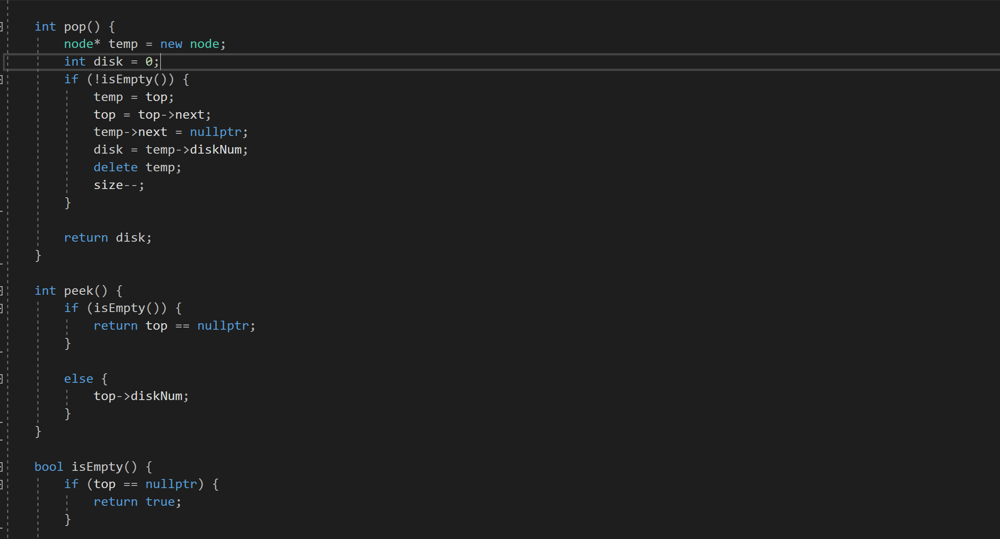 int pop() {
node* temp = new node;
int disk = 0;
if (!isEmpty()) {
temp = top;
top = top->next;
temp->next = nullptr;
disk = temp->diskNum;
delete temp;
size--;
}
return disk;
}
int peek() {
if (isEmpty()) {
return top == nullptr;
}
else {
top->diskNum;
}
}
bool isEmpty() {
if (top == nullptr) {
return true;
}